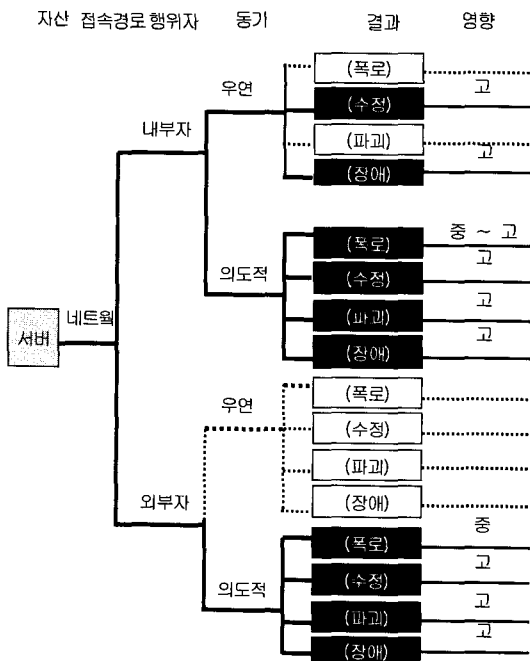 자산 접속경로 행위자 동기 결과 영향
우연
(폭로)
고
(수정)
내부자
(파괴)
고
(장애)
의도적
(폭로)
중 ~ 고
고
(수정)
고
(파괴)
고
(장애)
서버
네트웍
우연
(폭로)
(수정)
(파괴)
(장애)
외부자
중
(폭로)
고
(수정)
의도적
고
(파괴)
고
(장애)